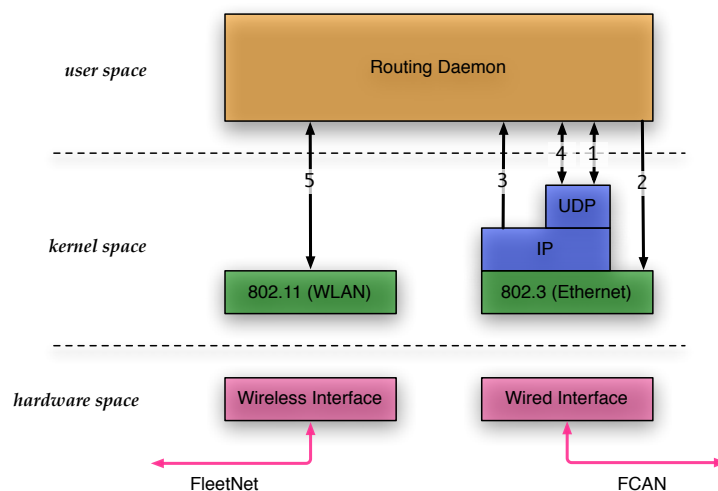 user space
Routing Daemon
5
3
4
1
2
kernel space
UDP
IP
802.11 (WLAN)
802.3 (Ethernet)
hardware space
Wireless Interface
Wired Interface
FleetNet
FCAN